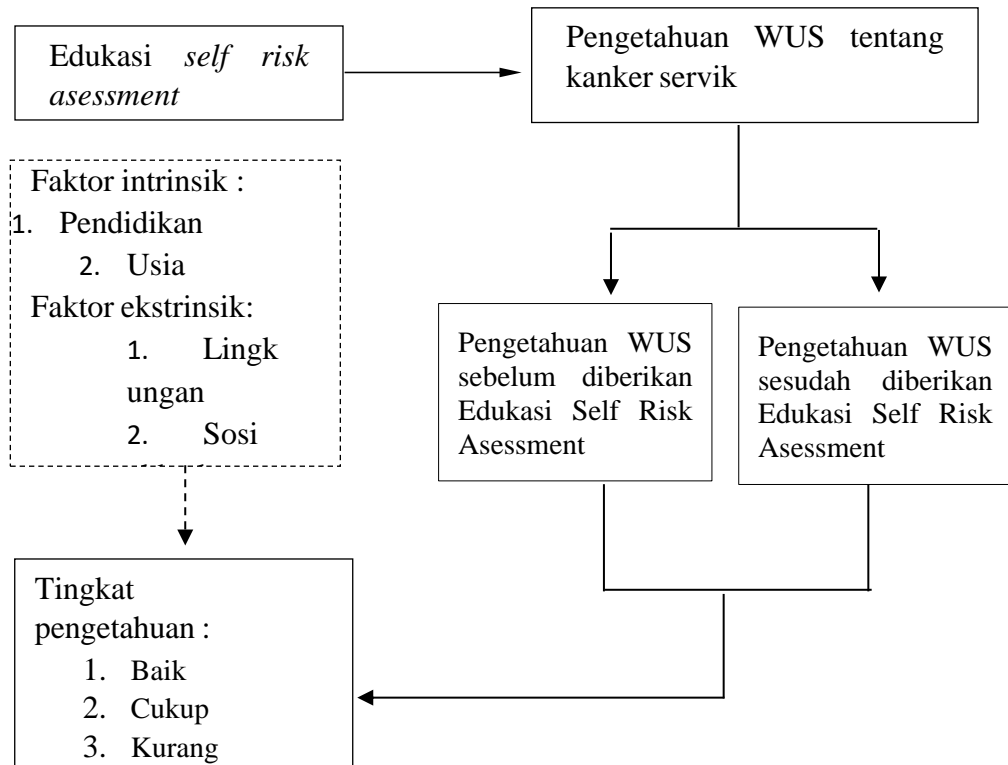 Edukasi self risk
asessment
Pengetahuan WUS tentang
kanker servik
Faktor intrinsik :
1. Pendidikan
2. Usia
Faktor ekstrinsik:
1. Lingk
ungan
2. Sosi
Pengetahuan WUS
sebelum diberikan
Edukasi Self Risk
Asessment
Pengetahuan WUS
sesudah diberikan
Edukasi Self Risk
Asessment
Tingkat
pengetahuan :
1. Baik
2. Cukup
3. Kurang